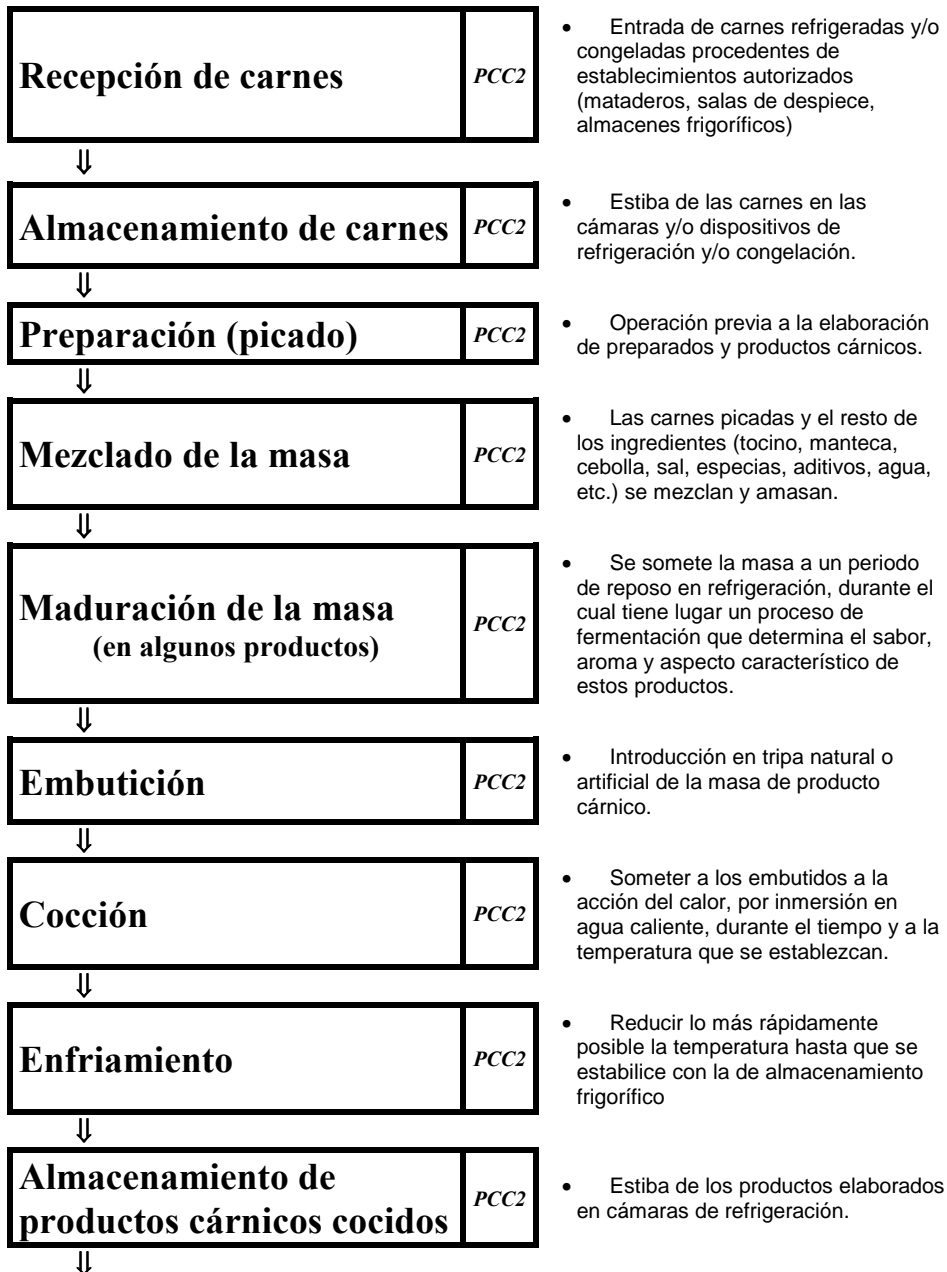 Recepción de carnes
PCC2
• Entrada de carnes refrigeradas y/o
congeladas procedentes de
establecimientos autorizados
(mataderos, salas de despiece,
almacenes frigoríficos)
⇓
Almacenamiento de carnes
PCC2
• Estiba de las carnes en las
cámaras y/o dispositivos de
refrigeración y/o congelación.
⇓
Preparación (picado)
PCC2
• Operación previa a la elaboración
de preparados y productos cárnicos.
⇓
Mezclado de la masa
PCC2
• Las carnes picadas y el resto de
los ingredientes (tocino, manteca,
cebolla, sal, especias, aditivos, agua,
etc.) se mezclan y amasan.
⇓
Maduración de la masa
(en algunos productos)
PCC2
• Se somete la masa a un periodo
de reposo en refrigeración, durante el
cual tiene lugar un proceso de
fermentación que determina el sabor,
aroma y aspecto característico de
estos productos.
⇓
Embutición
PCC2
• Introducción en tripa natural o
artificial de la masa de producto
cárnico.
⇓
Cocción
PCC2
• Someter a los embutidos a la
acción del calor, por inmersión en
agua caliente, durante el tiempo y a la
temperatura que se establezcan.
⇓
Enfriamiento
PCC2
• Reducir lo más rápidamente
posible la temperatura hasta que se
estabilice con la de almacenamiento
frigorífico
⇓
Almacenamiento de
productos cárnicos cocidos
PCC2
• Estiba de los productos elaborados
en cámaras de refrigeración.
⇓